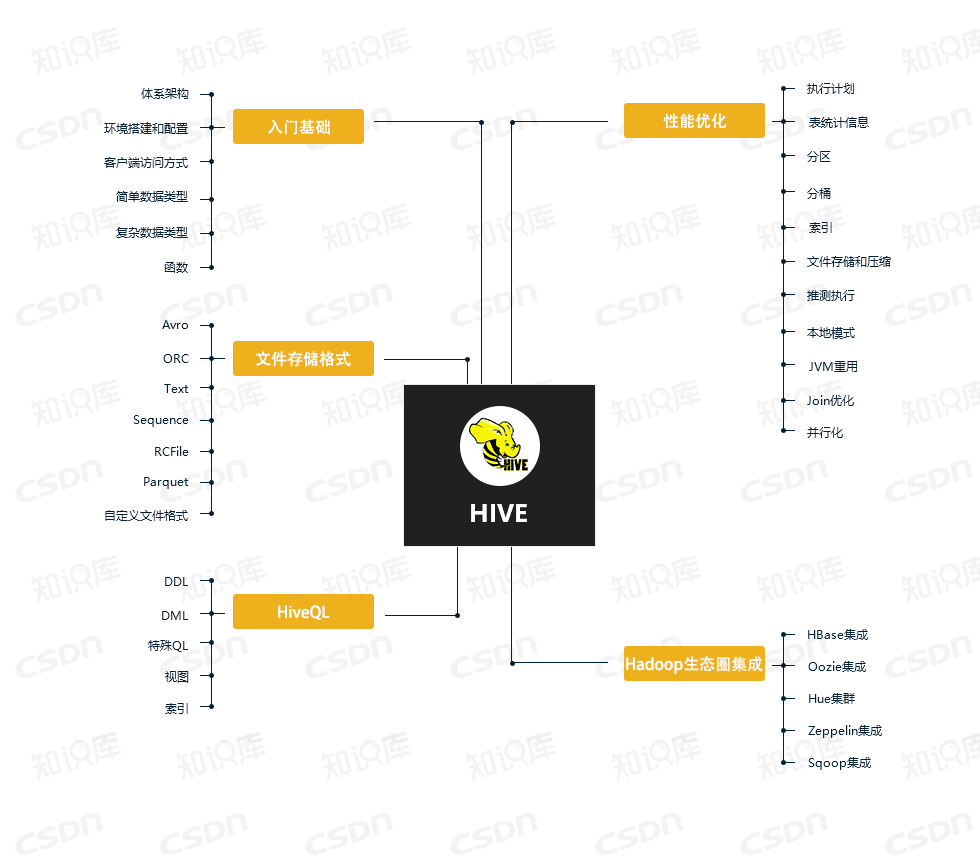 入门基础
体系架构
环境搭建和配置
客户端访问方式
简单数据类型
复杂数据类型
函数
文件存储格式
Avro
ORC
Text
Sequence
RCFile
Parquet
自定义文件格式
HiveQL
DDL
DML
特殊QL
视图
索引
HIVE
HIVE
性能优化
执行计划
表统计信息
分区
分桶
索引
文件存储和压缩
推测执行
本地模式
JVM重用
Join优化
并行化
Hadoop生态圈集成
HBase集成
Oozie集成
Hue集群
Zeppelin集成
Sqoop集成
知识库
CSDN